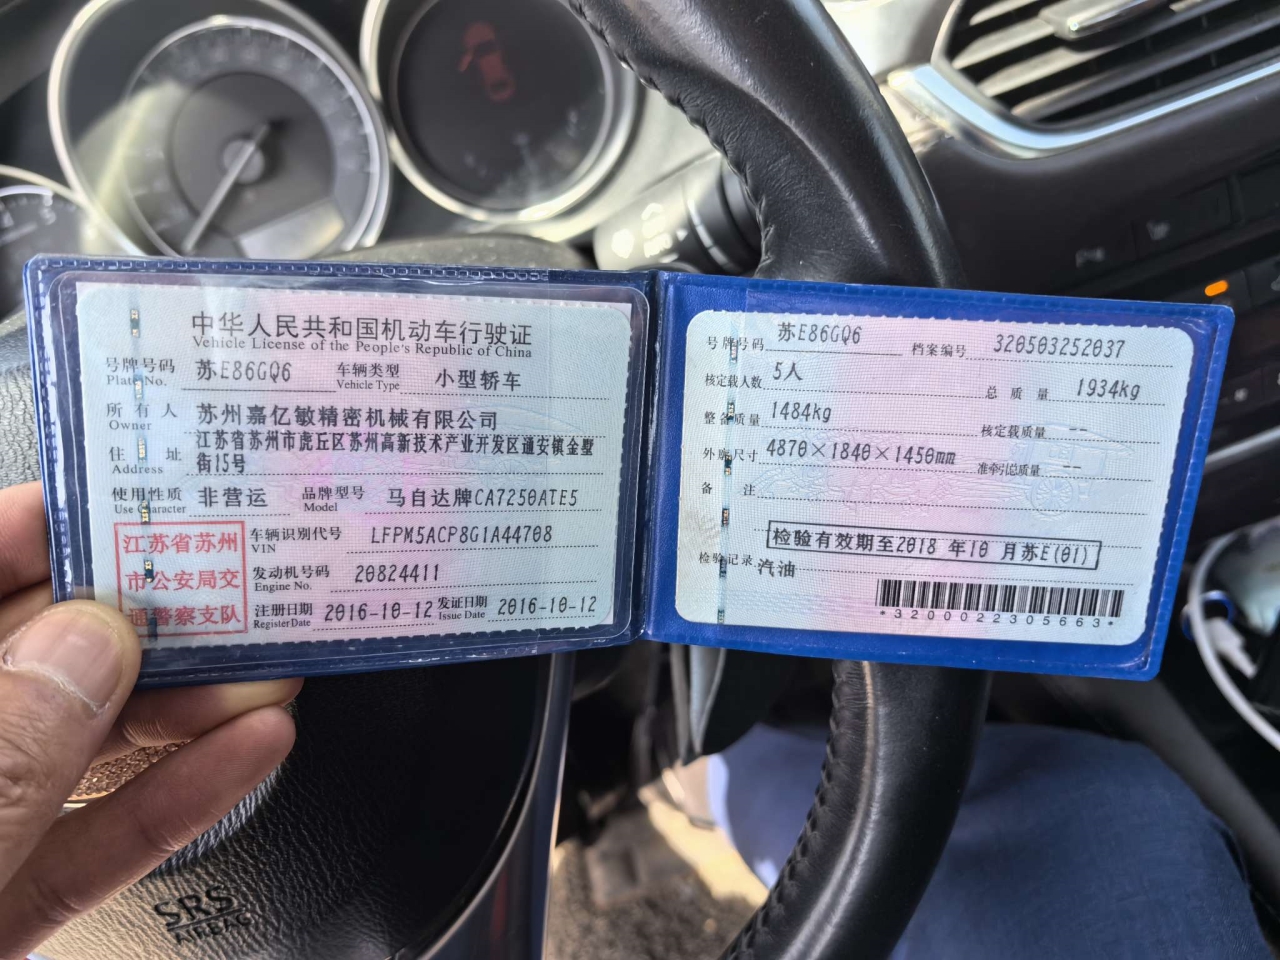 中华人民共和国机动车行驶证
Vehicle License of the People's Republic of China
号牌号码 苏E86GQ6 车辆类型 小型轿车
Plate No. Vehicle Type
所有人 苏州嘉亿敏精密机械有限公司
Owner
住址 江苏省苏州市虎丘区苏州高新技术产业开发区通安镇金墅
Address 街15号
使用性质 非营运 品牌型号 马自达牌CA7250ATE5
Use Character Model
江苏省苏州
市公安局交
通警察支队
车辆识别代号 LFPM5ACP8G1A44708
VIN
发动机号码 20824411
Engine No.
注册日期 2016-10-12 发证日期 2016-10-12
Register Date Issue Date
号牌号码 苏E86GQ6 档案编号 320503252037
核定载人数 5人 总质量 1934kg
整备质量 1484kg 核定载质量 --
外廓尺寸 4870×1840×1450mm 准牵引总质量 --
备注
检验有效期至2018 年10 月苏E(01)
检验记录 汽油
*3200022305663*
SRS
AIRBAG